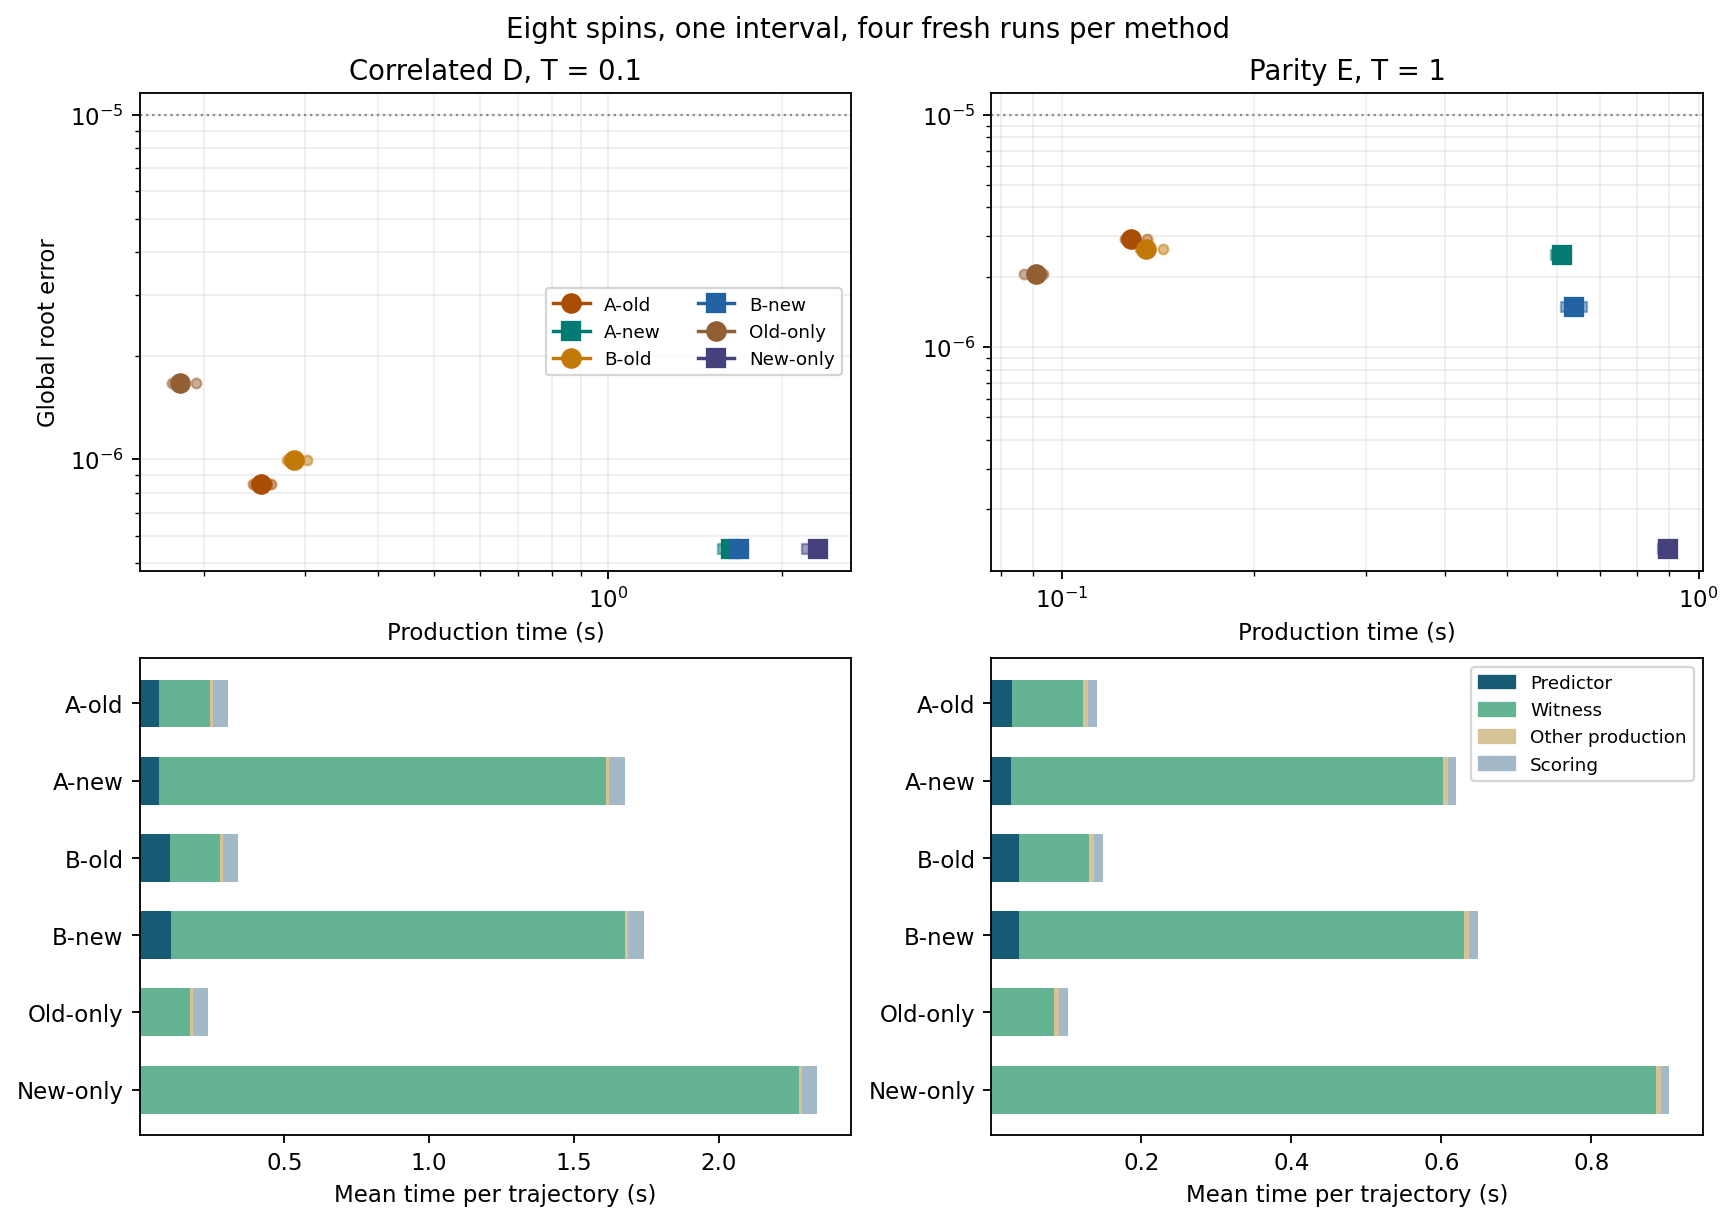 Eight spins, one interval, four fresh runs per method
Correlated D, T = 0.1
Global root error
10⁻⁵
10⁻⁶
A-old
A-new
B-old
B-new
Old-only
New-only
10⁰
Production time (s)
Parity E, T = 1
10⁻⁵
10⁻⁶
10⁻¹
10⁰
Production time (s)
A-old
A-new
B-old
B-new
Old-only
New-only
0.5
1.0
1.5
2.0
Mean time per trajectory (s)
A-old
A-new
B-old
B-new
Old-only
New-only
Predictor
Witness
Other production
Scoring
0.2
0.4
0.6
0.8
Mean time per trajectory (s)